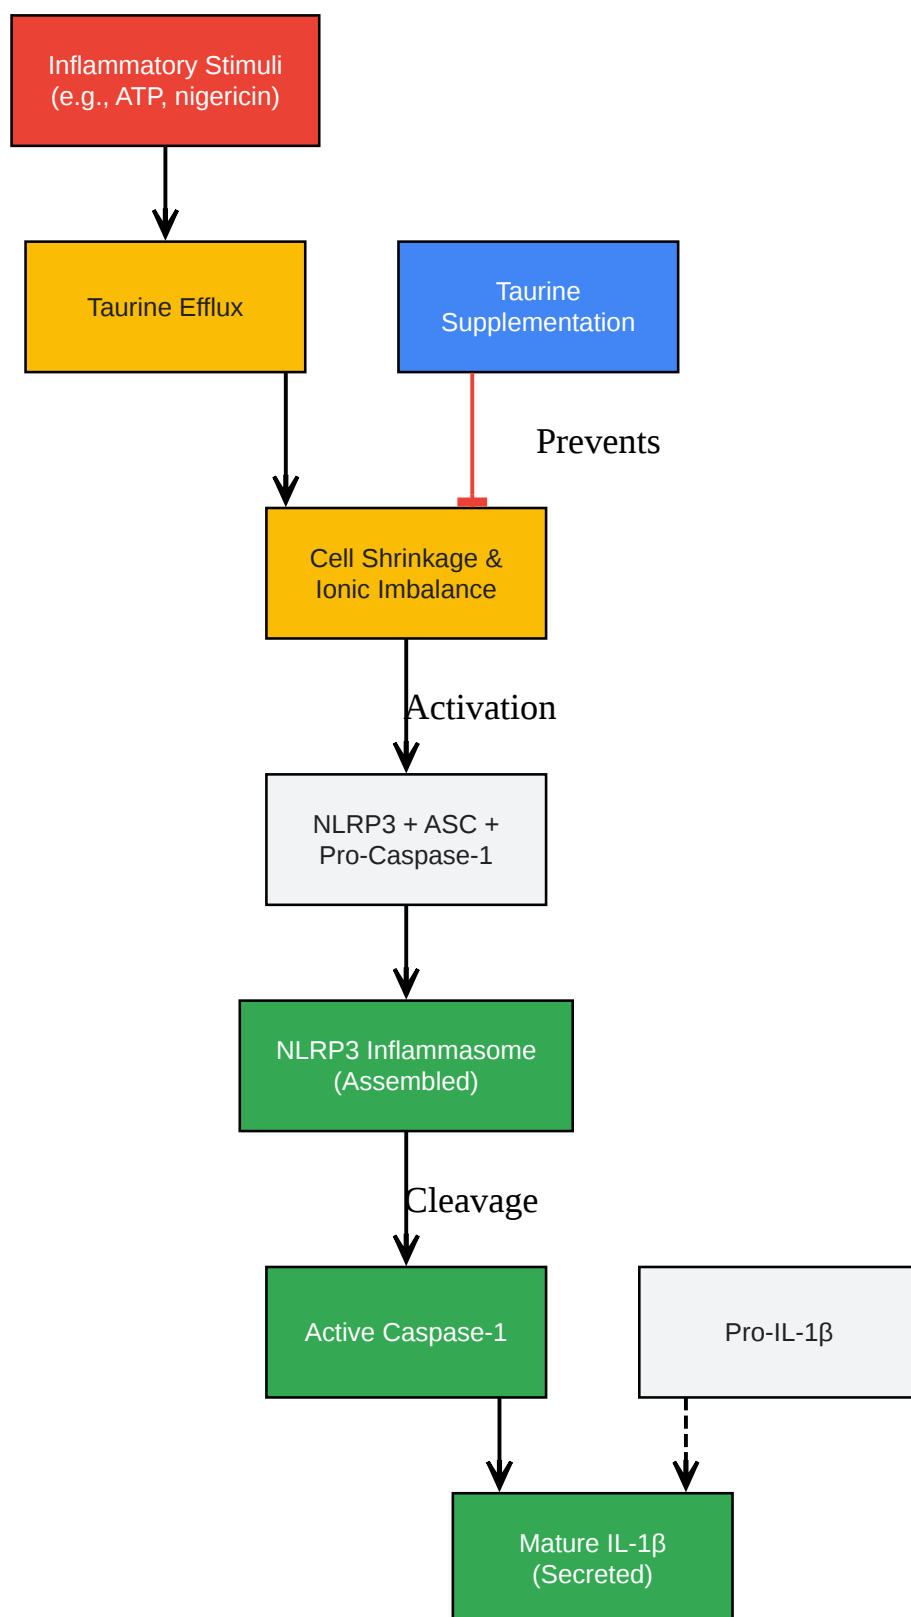 Inflammatory Stimuli
(e.g., ATP, nigericin)
Taurine Efflux
Taurine
Supplementation
Prevents
Cell Shrinkage &
Ionic Imbalance
Activation
NLRP3 + ASC +
Pro-Caspase-1
NLRP3 Inflammasome
(Assembled)
Cleavage
Active Caspase-1
Pro-IL-1β
Mature IL-1β
(Secreted)